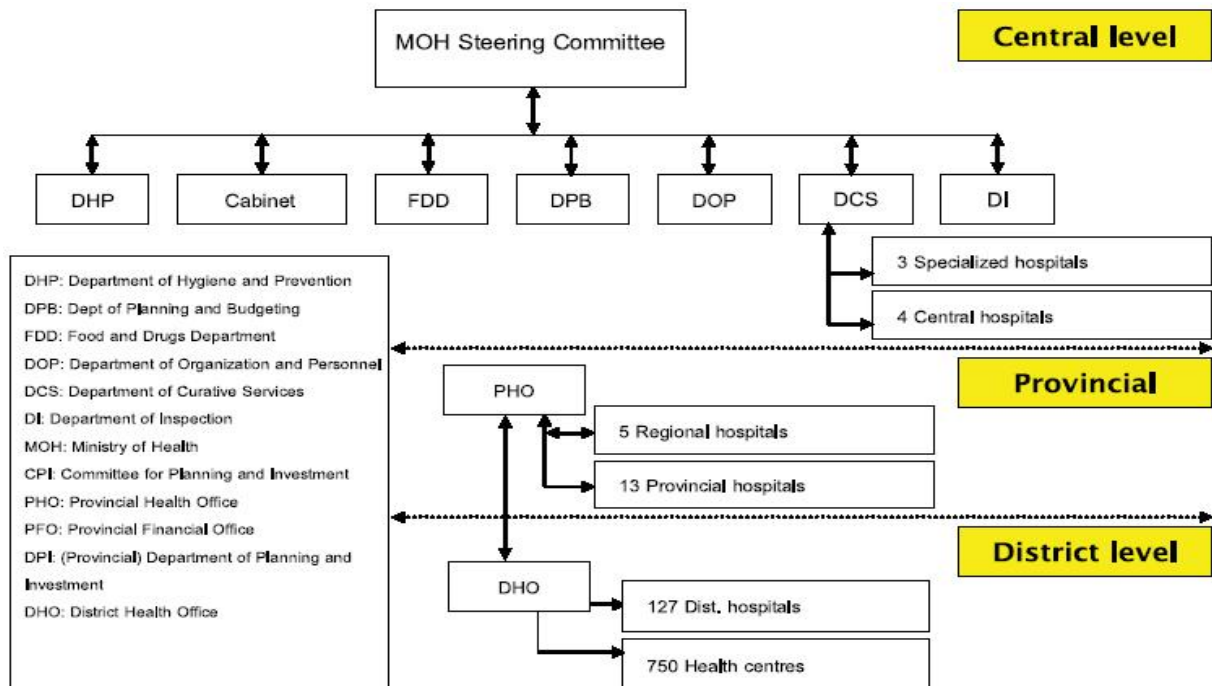 MOH Steering Committee
Central level
DHP
Cabinet
FDD
DPB
DOP
DCS
DI
3 Specialized hospitals
4 Central hospitals
DHP: Department of Hygiene and Prevention
DPB: Dept of Planning and Budgeting
FDD: Food and Drugs Department
DOP: Department of Organization and Personnel
DCS: Department of Curative Services
DI: Department of Inspection
MOH: Ministry of Health
CPI: Committee for Planning and Investment
PHO: Provincial Health Office
PFO: Provincial Financial Office
DPI: (Provincial) Department of Planning and
Investment
DHO: District Health Office
Provincial
PHO
5 Regional hospitals
13 Provincial hospitals
District level
DHO
127 Dist. hospitals
750 Health centres